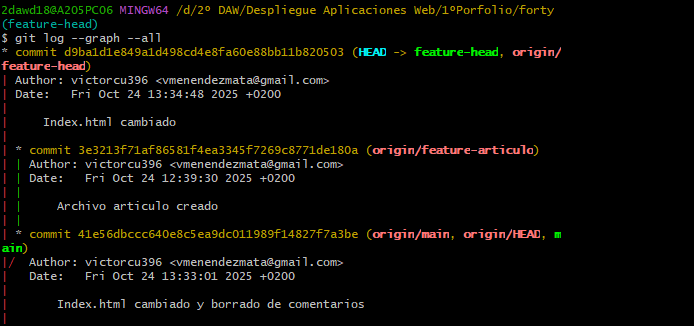 2dawd18@A205PC06 MINGW64 /d/2º DAW/Despliegue Aplicaciones Web/1ºPorfolio/forty
(feature-head)
$ git log --graph --all
* commit d9ba1d1e849a1d498cd4e8fa60e88bb11b820503 (HEAD -> feature-head, origin/
feature-head)
| Author: victorcu396 <vmenendezmata@gmail.com>
| Date:   Fri Oct 24 13:34:48 2025 +0200
|
|     Index.html cambiado
|
| * commit 3e3213f71af86581f4ea3345f7269c8771de180a (origin/feature-articulo)
| | Author: victorcu396 <vmenendezmata@gmail.com>
| | Date:   Fri Oct 24 12:39:30 2025 +0200
| |
| |     Archivo articulo creado
| |
| * commit 41e56dbccc640e8c5ea9dc011989f14827f7a3be (origin/main, origin/HEAD, m
ain)
|/  Author: victorcu396 <vmenendezmata@gmail.com>
|   Date:   Fri Oct 24 13:33:01 2025 +0200
|
|       Index.html cambiado y borrado de comentarios
|